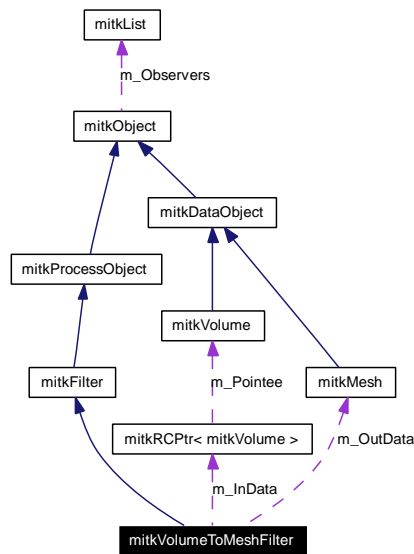 mitkList
m_Observers
mitkObject
mitkDataObject
mitkProcessObject
mitkVolume
mitkFilter
m_Pointee
mitkMesh
mitkRCPtr< mitkVolume >
m_OutData
m_InData
mitkVolumeToMeshFilter